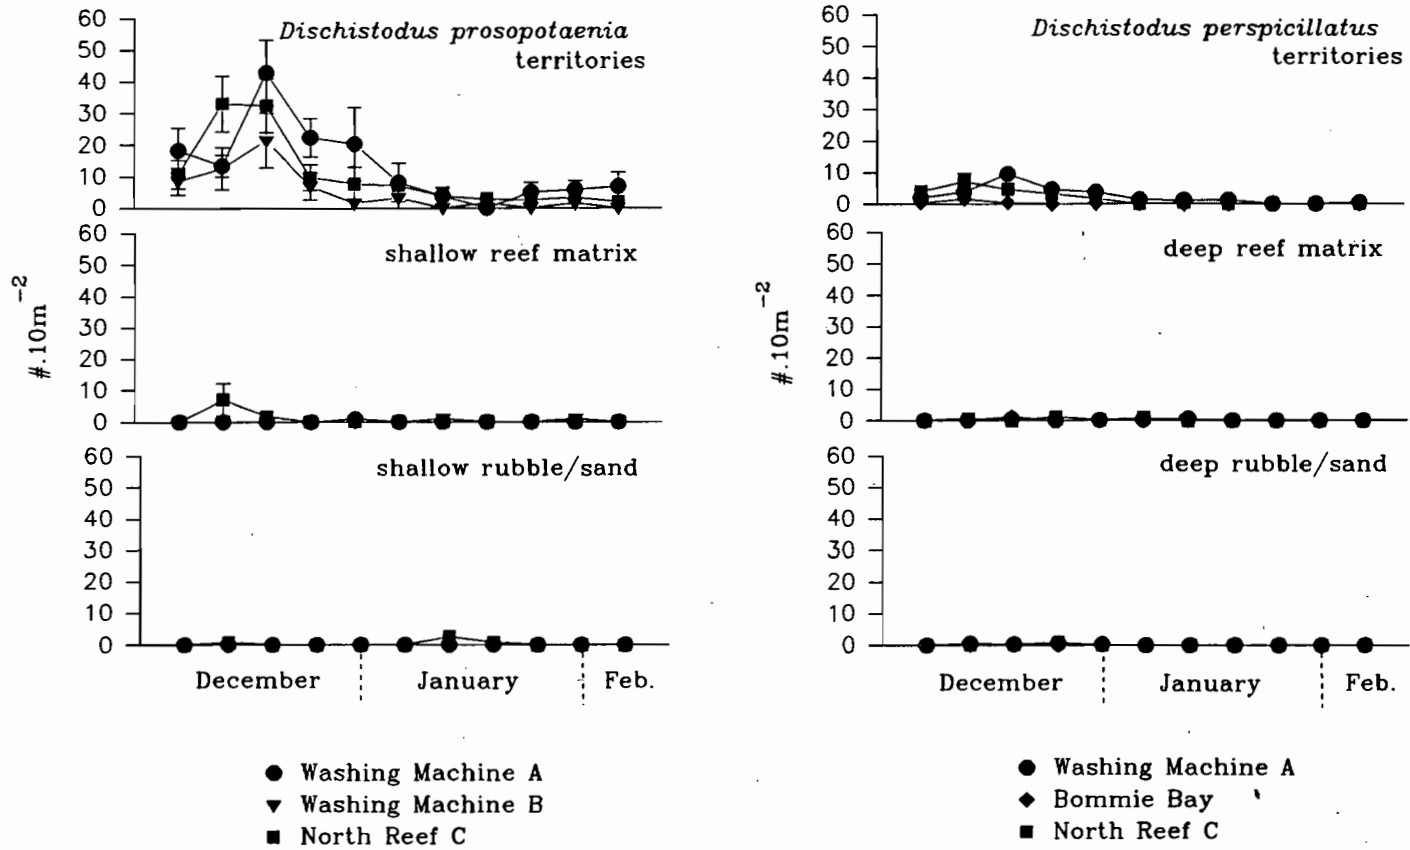 60
50
40
30
20
10
0
Dischistodus prosopotaenia
territories
60
50
40
30
20
10
0
shallow reef matrix
#.10m⁻²
60
50
40
30
20
10
0
shallow rubble/sand
December January Feb.
Washing Machine A
Washing Machine B
North Reef C
60
50
40
30
20
10
0
Dischistodus perspicillatus
territories
60
50
40
30
20
10
0
deep reef matrix
#.10m⁻²
60
50
40
30
20
10
0
deep rubble/sand
December January Feb.
Washing Machine A
Bommie Bay
North Reef C